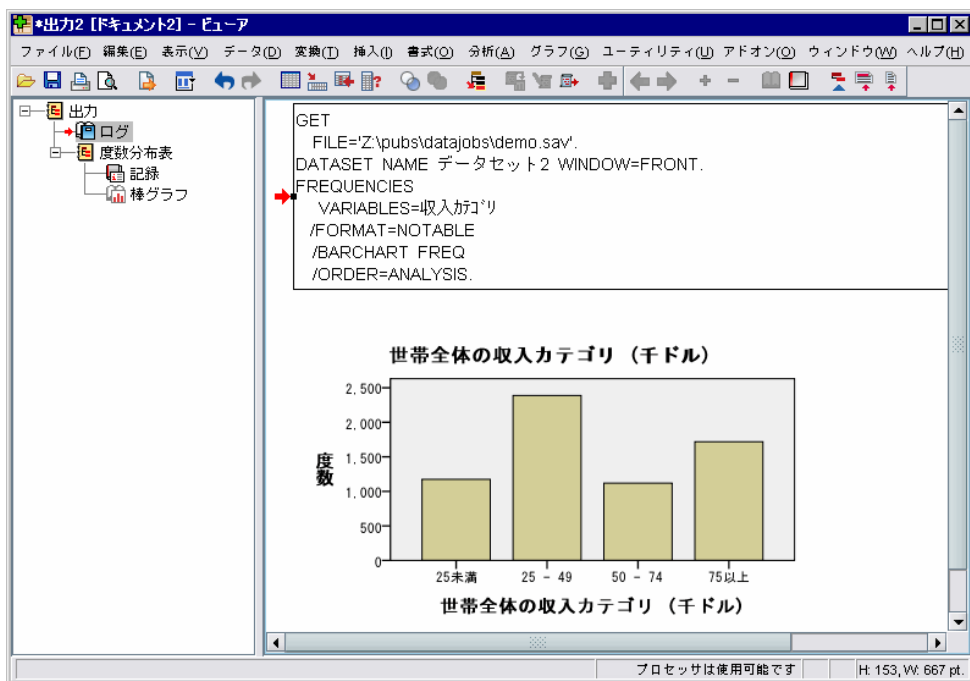 *出力2 [ドキュメント2] - ビューア
ファイル(F) 編集(E) 表示(V) データ(D) 変換(T) 挿入(I) 書式(O) 分析(A) グラフ(G) ユーティリティ(U) アドオン(O) ウィンドウ(W) ヘルプ(H)
出力
ログ
度数分布表
記録
棒グラフ
GET
FILE='Z:\pubs\datajobs\demo.sav'.
DATASET NAME データセット2 WINDOW=FRONT.
FREQUENCIES
VARIABLES=収入ｶﾃｺﾞﾘ
/FORMAT=NOTABLE
/BARCHART FREQ
/ORDER=ANALYSIS.
世帯全体の収入カテゴリ (千ドル)
2,500
2,000
1,500
1,000
500
0
度数
25未満 25 - 49 50 - 74 75以上
世帯全体の収入カテゴリ (千ドル)
プロセッサは使用可能です H: 153, W: 667 pt.